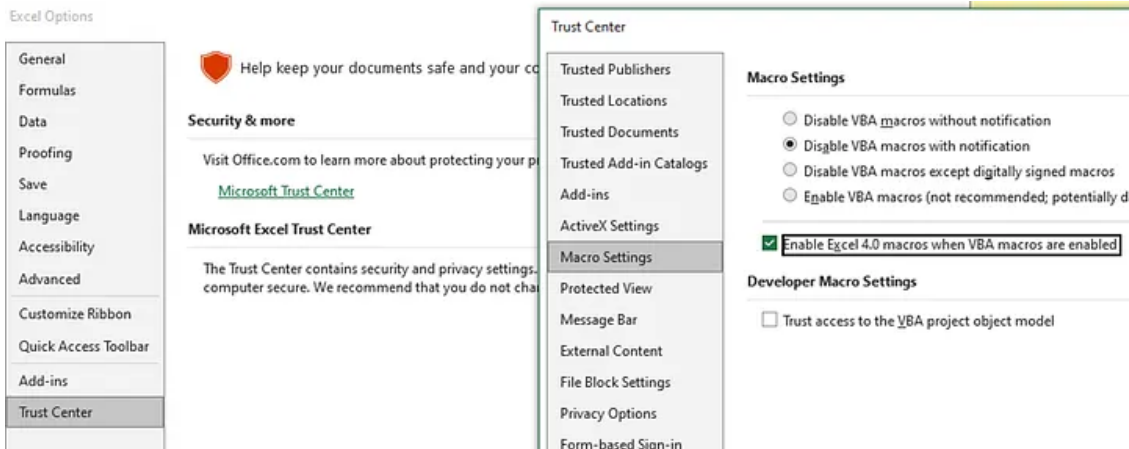 Excel Options
General
Formulas
Data
Proofing
Save
Language
Accessibility
Advanced
Customize Ribbon
Quick Access Toolbar
Add-ins
Trust Center
Help keep your documents safe and your co
Security & more
Visit Office.com to learn more about protecting your p
Microsoft Trust Center
Microsoft Excel Trust Center
The Trust Center contains security and privacy settings.
computer secure. We recommend that you do not cha
Trust Center
Trusted Publishers
Trusted Locations
Trusted Documents
Trusted Add-in Catalogs
Add-ins
ActiveX Settings
Macro Settings
Protected View
Message Bar
External Content
File Block Settings
Privacy Options
Form-based Sign-in
Macro Settings
Disable VBA macros without notification
Disable VBA macros with notification
Disable VBA macros except digitally signed macros
Enable VBA macros (not recommended; potentially d
Enable Excel 4.0 macros when VBA macros are enabled
Developer Macro Settings
Trust access to the VBA project object model